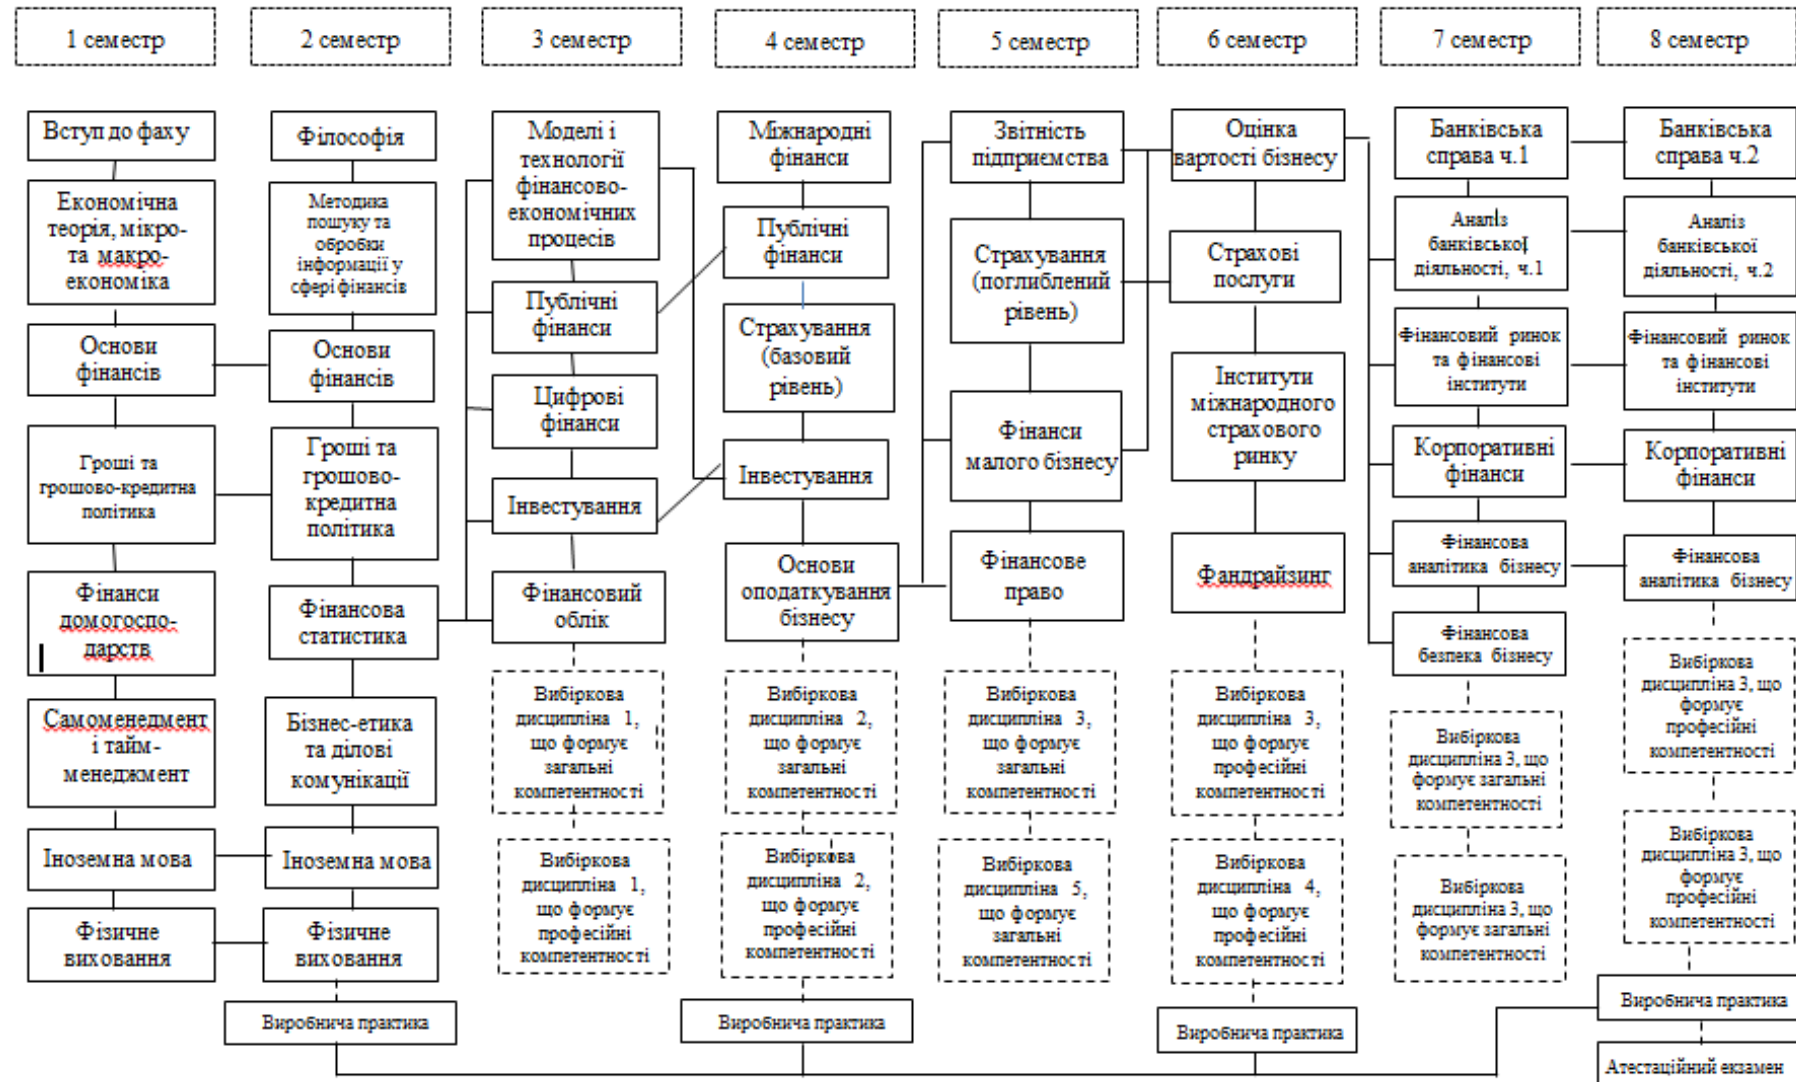 1 семестр
2 семестр
3 семестр
4 семестр
5 семестр
6 семестр
7 семестр
8 семестр
Вступ до фаху
Економічна
теорія, мікро-
та макро-
економіка
Основи
фінансів
Гроші та
грошово-кредитна
політика
Фінанси
домогоспо-
дарств
Самоменедмент
і тайм-
менеджмент
Іноземна мова
Фізичне
виховання
Філософія
Методика
пошуку та
обробки
інформації у
сфері фінансів
Основи
фінансів
Гроші та
грошово-
кредитна
політика
Фінансова
статистика
Бізнес-етика
та ділові
комунікації
Іноземна мова
Фізичне
виховання
Виробнича практика
Моделі і
технології
фінансово-
економічних
процесів
Публічні
фінанси
Цифрові
фінанси
Інвестування
Фінансовий
облік
Вибіркова
дисципліна 1,
що формує
загальні
компетентності
Вибіркова
дисципліна 1,
що формує
професійні
компетентності
Міжнародні
фінанси
Публічні
фінанси
Страхування
(базовий
рівень)
Інвестування
Основи
оподаткування
бізнесу
Вибіркова
дисципліна 2,
що формує
загальні
компетентності
Вибіркова
дисципліна 2,
що формує
професійні
компетентності
Виробнича практика
Звітність
підприємства
Страхування
(поглиблений
рівень)
Фінанси
малого бізнесу
Фінансове
право
Вибіркова
дисципліна 3,
що формує
загальні
компетентності
Вибіркова
дисципліна 5,
що формує
загальні
компетентності
Оцінка
вартості бізнесу
Страхові
послуги
Інститути
міжнародного
страхового
ринку
Фандрайзинг
Вибіркова
дисципліна 3,
що формує
професійні
компетентності
Вибіркова
дисципліна 4,
що формує
професійні
компетентності
Виробнича практика
Банківська
справа ч.1
Аналіз
банківської
діяльності, ч.1
Фінансовий ринок
та фінансові
інститути
Корпоративні
фінанси
Фінансова
аналітика бізнесу
Фінансова
безпека бізнесу
Вибіркова
дисципліна 3, що
формує загальні
компетентності
Вибіркова
дисципліна 3, що
формує загальні
компетентності
Банківська
справа ч.2
Аналіз
банківської
діяльності, ч.2
Фінансовий ринок
та фінансові
інститути
Корпоративні
фінанси
Фінансова
аналітика бізнесу
Вибіркова
дисципліна 3, що
формує
професійні
компетентності
Вибіркова
дисципліна 3, що
формує
професійні
компетентності
Виробнича практика
Атестаційний екзамен